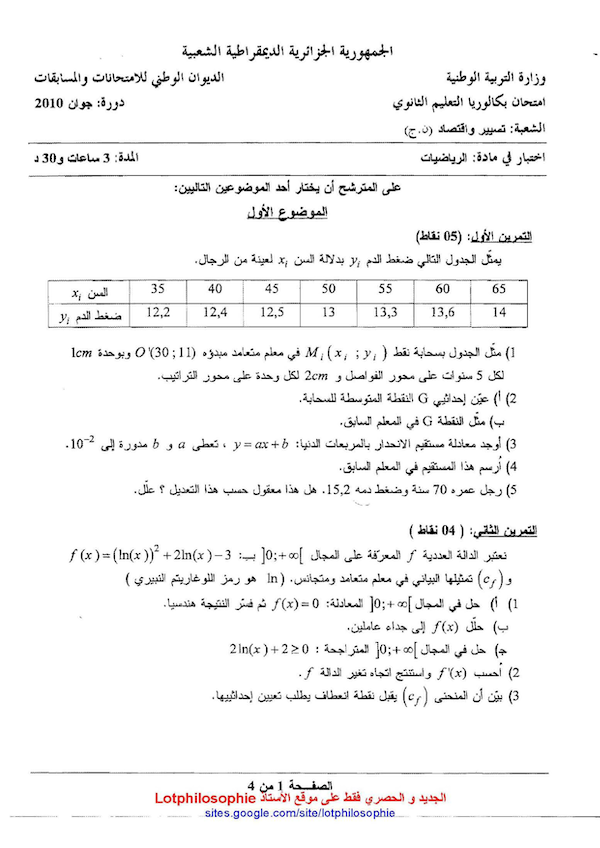 الجمهورية الجزائرية الديمقراطية الشعبية
وزارة التربية الوطنية الديوان الوطني للامتحانات والمسابقات
امتحان بكالوريا التعليم الثانوي دورة: جوان 2010
الشعبة: تسيير واقتصاد (ن.ج)
اختبار في مادة: الرياضيات المدة: 3 ساعات و30 د
على المترشح أن يختار أحد الموضوعين التاليين:
الموضوع الأول
التمرين الأول: (05 نقاط)
يمثّل الجدول التالي ضغط الدم y_i بدلالة السن x_i لعينة من الرجال.
السن x_i 35 40 45 50 55 60 65
ضغط الدم y_i 12,2 12,4 12,5 13 13,3 13,6 14
1) مثّل الجدول بسحابة نقط M_i(x_i ; y_i) في معلم متعامد مبدؤه O'(30 ; 11) وبوحدة 1cm
لكل 5 سنوات على محور الفواصل و 2cm لكل وحدة على محور التراتيب.
2) أ) عيّن إحداثيي G النقطة المتوسطة للسحابة.
ب) مثّل النقطة G في المعلم السابق.
3) أوجد معادلة مستقيم الانحدار بالمربعات الدنيا: y = ax + b ، تعطى a و b مدورة إلى 10⁻².
4) أرسم هذا المستقيم في المعلم السابق.
5) رجل عمره 70 سنة وضغط دمه 15,2. هل هذا معقول حسب هذا التعديل ؟ علّل.
التمرين الثاني: ( 04 نقاط )
نعتبر الدالة العددية f المعرّفة على المجال ]0;+∞[ بـ: f(x) = (ln(x))² + 2ln(x) − 3
و (c_f) تمثيلها البياني في معلم متعامد ومتجانس. ( ln هو رمز اللوغاريتم النبيري )
1) أ) حل في المجال ]0;+∞[ المعادلة: f(x) = 0 ثم فسّر النتيجة هندسيا.
ب) حلّل f(x) إلى جداء عاملين.
ج) حل في المجال ]0;+∞[ المتراجحة : 2ln(x) + 2 ≥ 0
2) أحسب f'(x) واستنتج اتجاه تغير الدالة f .
3) بيّن أن المنحنى (c_f) يقبل نقطة انعطاف يطلب تعيين إحداثييها.
الصفحة 1 من 4
الجديد و الحصري فقط على موقع الأستاذ Lotphilosophie
sites.google.com/site/lotphilosophie